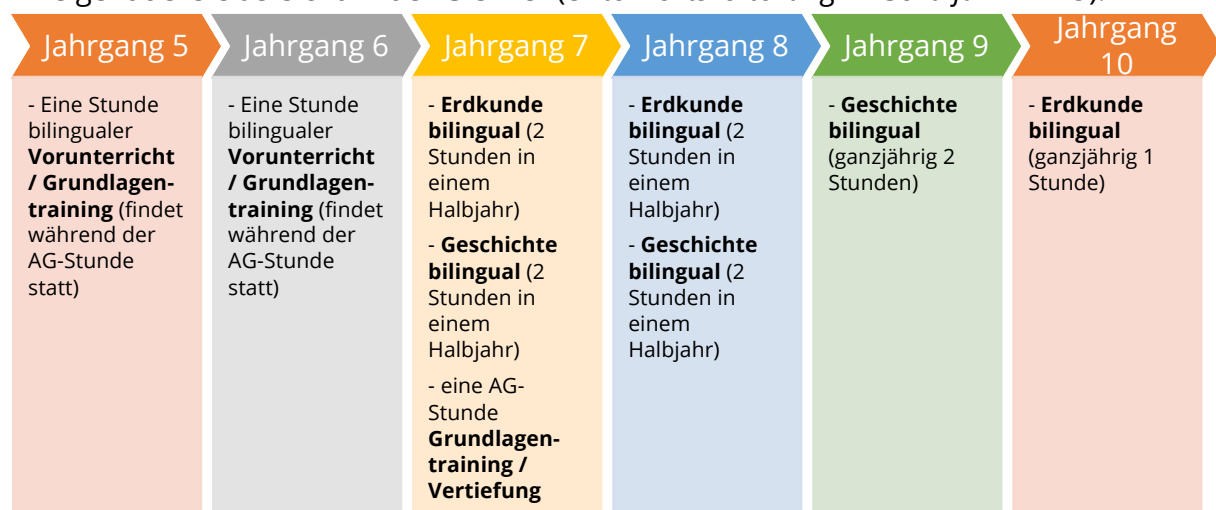 Jahrgang 5
- Eine Stunde
bilingualer
Vorunterricht
/ Grundlagen-
training (findet
während der
AG-Stunde
statt)
Jahrgang 6
- Eine Stunde
bilingualer
Vorunterricht
/ Grundlagen-
training (findet
während der
AG-Stunde
statt)
Jahrgang 7
- Erdkunde
bilingual (2
Stunden in
einem
Halbjahr)
- Geschichte
bilingual (2
Stunden in
einem
Halbjahr)
- eine AG-
Stunde
Grundlagen-
training /
Vertiefung
Jahrgang 8
- Erdkunde
bilingual (2
Stunden in
einem
Halbjahr)
- Geschichte
bilingual (2
Stunden in
einem
Halbjahr)
Jahrgang 9
- Geschichte
bilingual
(ganzjährig 2
Stunden)
Jahrgang
10
- Erdkunde
bilingual
(ganzjährig 1
Stunde)